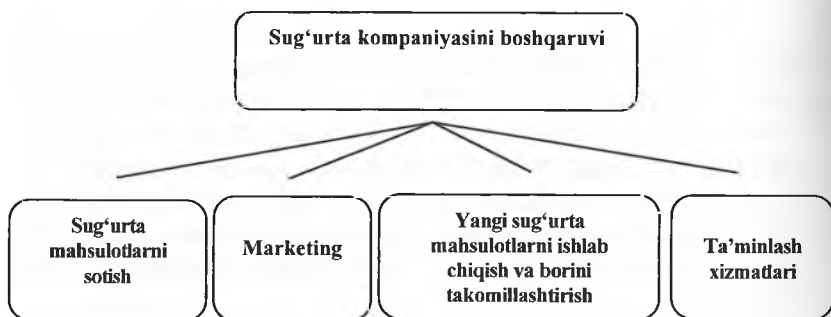 Sug‘urta kompaniyasini boshqaruvi
Sug‘urta
mahsulotlarni
sotish
Marketing
Yangi sug‘urta
mahsulotlarni ishlab
chiqish va borini
takomillashtirish
Ta’minlash
xizmatlari